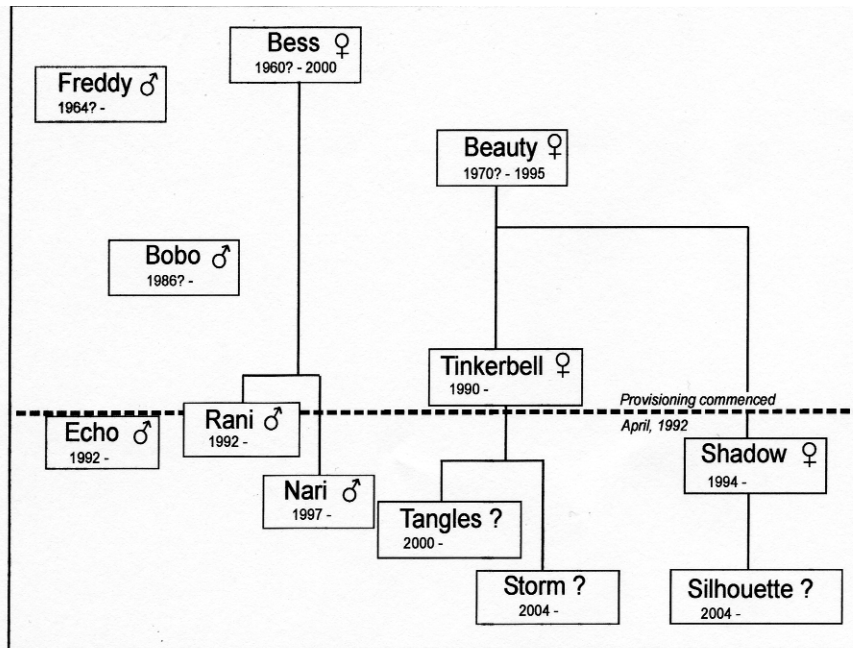 Bess ♀
1960? - 2000
Freddy ♂
1964? -
Beauty ♀
1970? - 1995
Bobo ♂
1986? -
Tinkerbell ♀
1990 -
Provisioning commenced
April, 1992
Echo ♂
1992 -
Rani ♂
1992 -
Shadow ♀
1994 -
Nari ♂
1997 -
Tangles ?
2000 -
Storm ?
2004 -
Silhouette ?
2004 -